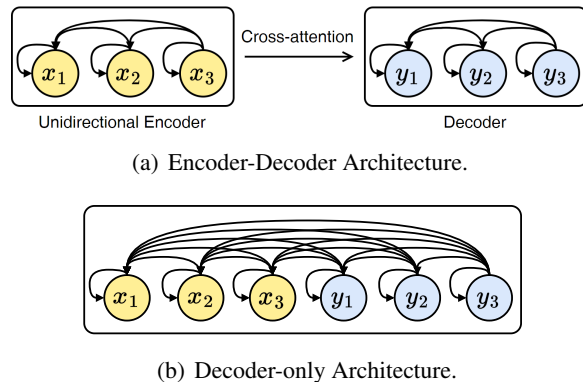 Cross-attention
x₁ x₂ x₃ y₁ y₂ y₃
Unidirectional Encoder Decoder
(a) Encoder-Decoder Architecture.
x₁ x₂ x₃ y₁ y₂ y₃
(b) Decoder-only Architecture.